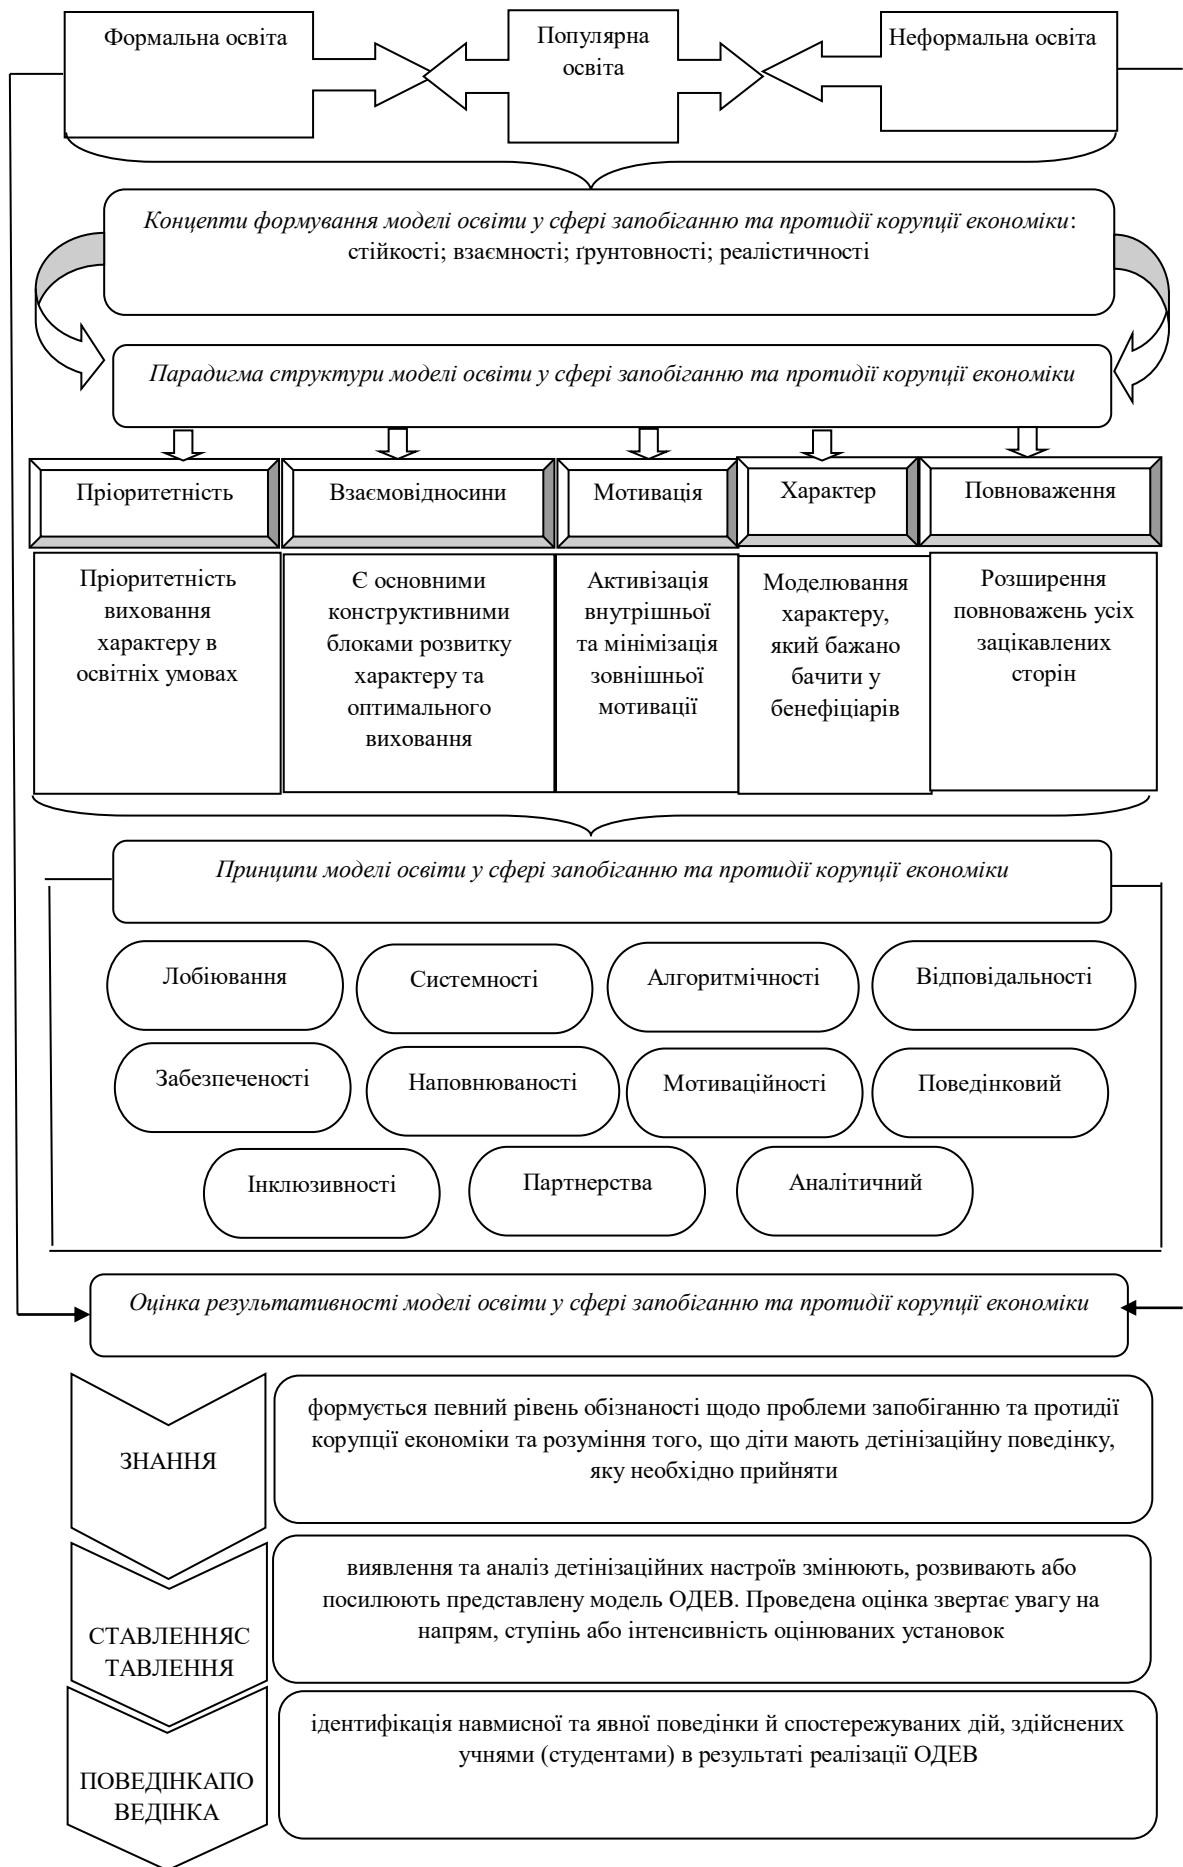 Формальна освіта
Популярна
освіта
Неформальна освіта
Концепти формування моделі освіти у сфері запобіганню та протидії корупції економіки:
стійкості; взаємності; ґрунтовності; реалістичності
Парадигма структури моделі освіти у сфері запобіганню та протидії корупції економіки
Пріоритетність
Взаємовідносини
Мотивація
Характер
Повноваження
Пріоритетність
виховання
характеру в
освітніх умовах
Є основними
конструктивними
блоками розвитку
характеру та
оптимального
виховання
Активізація
внутрішньої
та мінімізація
зовнішньої
мотивації
Моделювання
характеру,
який бажано
бачити у
бенефіціарів
Розширення
повноважень усіх
зацікавлених
сторін
Принципи моделі освіти у сфері запобіганню та протидії корупції економіки
Лобіювання
Системності
Алгоритмічності
Відповідальності
Забезпеченості
Наповнюваності
Мотиваційності
Поведінковий
Інклюзивності
Партнерства
Аналітичний
Оцінка результативності моделі освіти у сфері запобіганню та протидії корупції економіки
ЗНАННЯ
формується певний рівень обізнаності щодо проблеми запобіганню та протидії
корупції економіки та розуміння того, що діти мають детінізаційну поведінку,
яку необхідно прийняти
СТАВЛЕННЯС
ТАВЛЕННЯ
виявлення та аналіз детінізаційних настроїв змінюють, розвивають або
посилюють представлену модель ОДЕВ. Проведена оцінка звертає увагу на
напрям, ступінь або інтенсивність оцінюваних установок
ПОВЕДІНКАПО
ВЕДІНКА
ідентифікація навмисної та явної поведінки й спостережуваних дій, здійснених
учнями (студентами) в результаті реалізації ОДЕВ